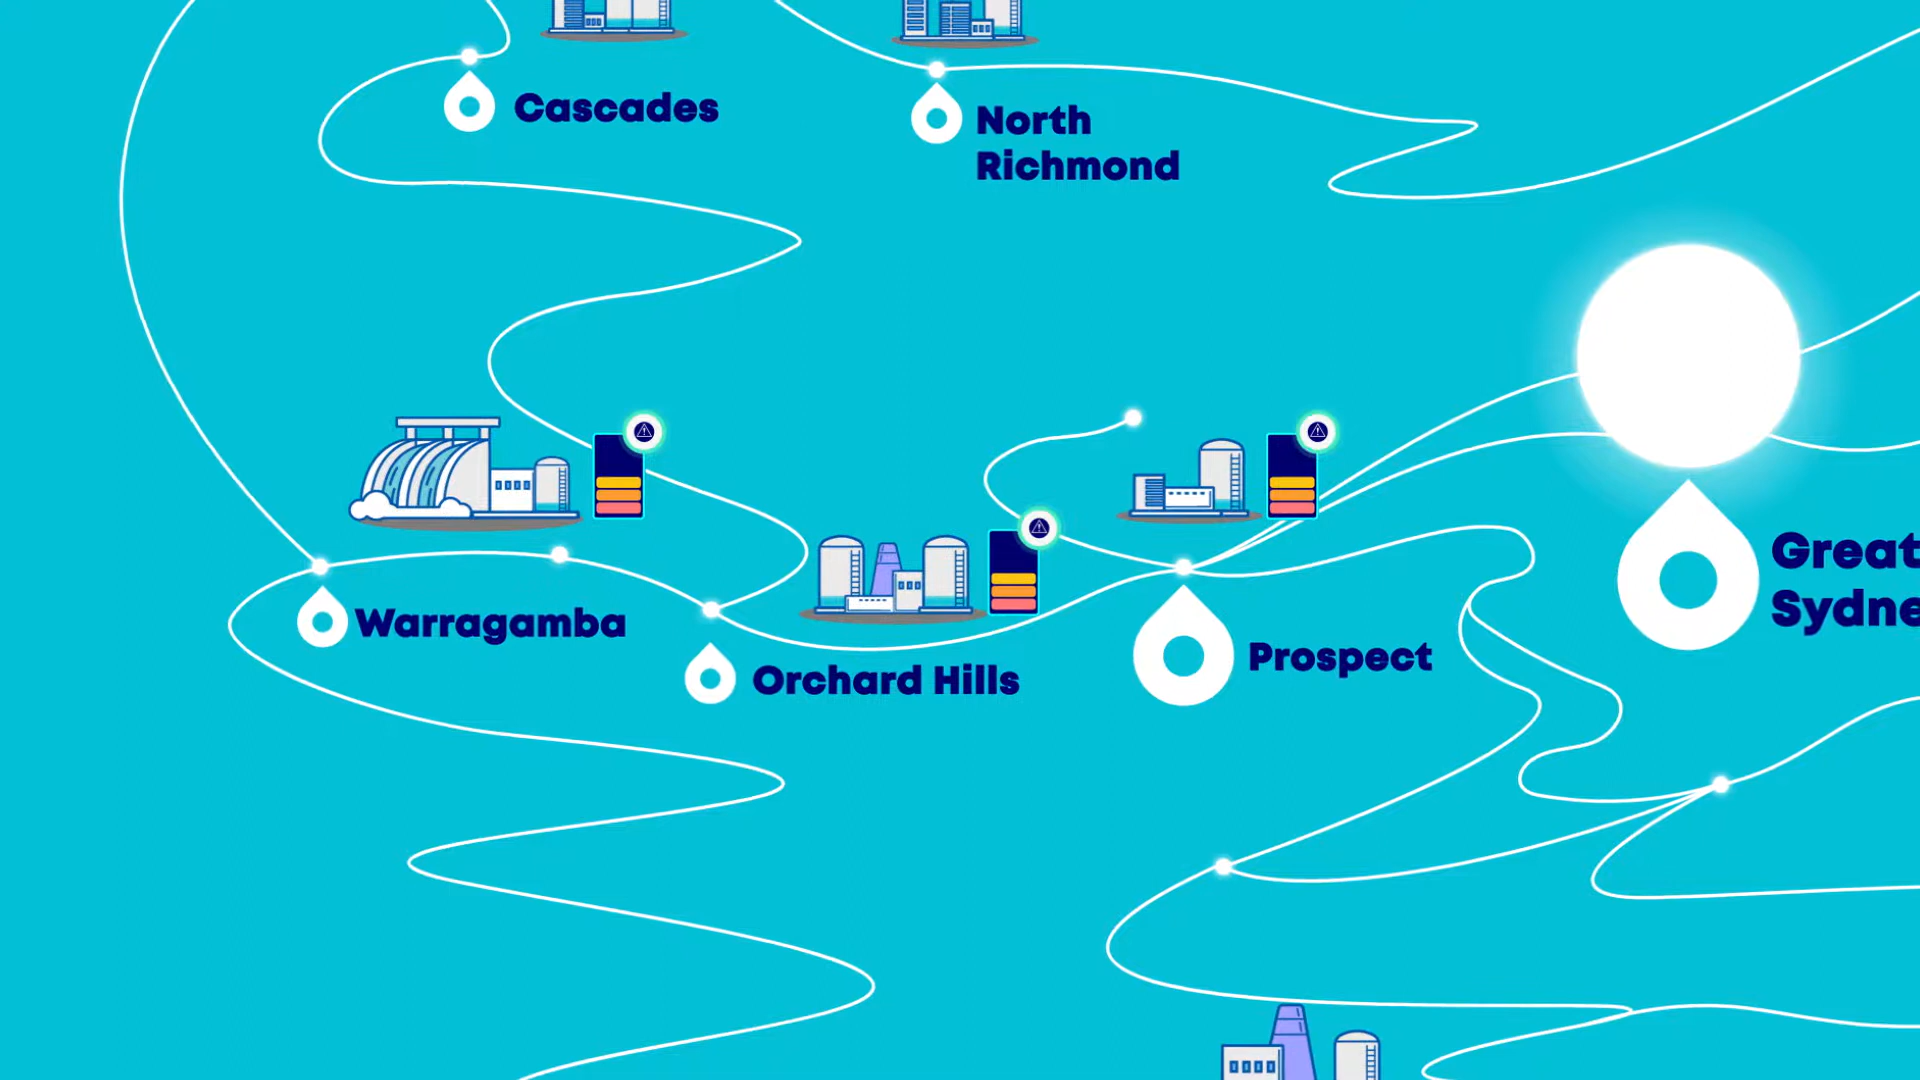 Cascades
North
Richmond
Great
Sydne
Warragamba
Orchard Hills
Prospect